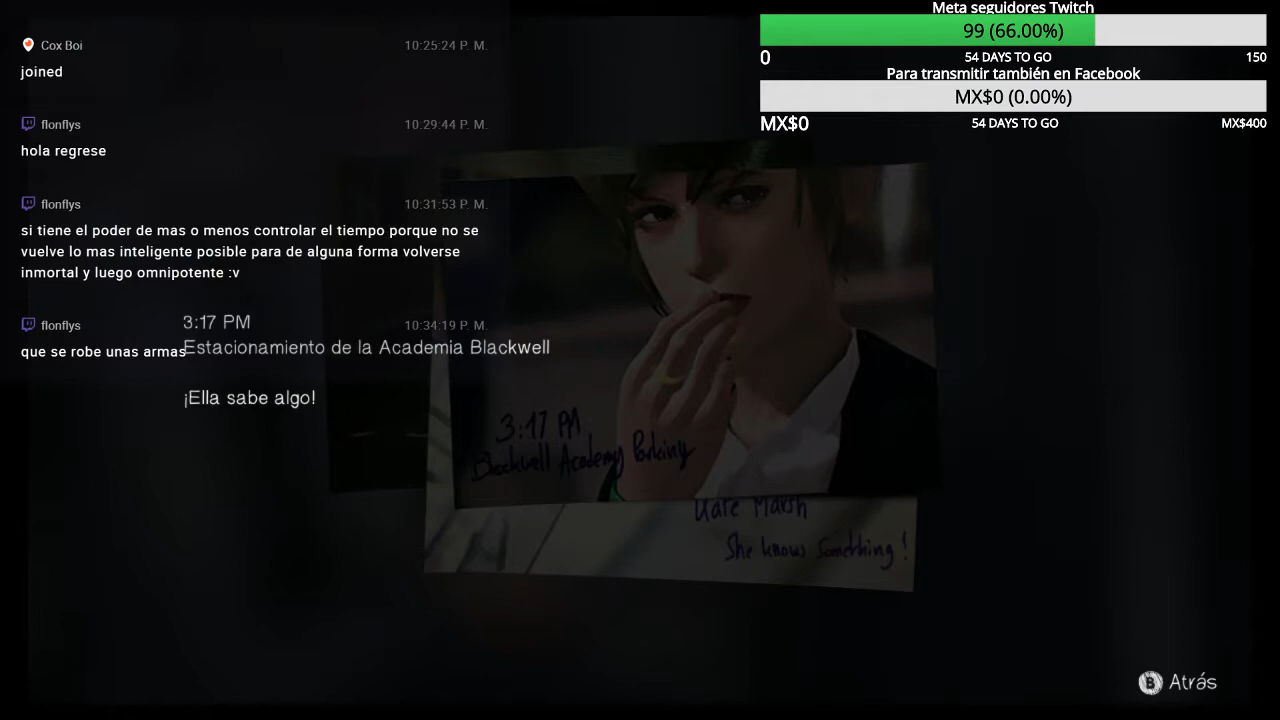 Cox Boi 10:25:24 P. M.
joined
flonflys 10:29:44 P. M.
hola regrese
flonflys 10:31:53 P. M.
si tiene el poder de mas o menos controlar el tiempo porque no se
vuelve lo mas inteligente posible para de alguna forma volverse
inmortal y luego omnipotente :v
flonflys 10:34:19 P. M.
que se robe unas armas
Meta seguidores Twitch
99 (66.00%)
0 54 DAYS TO GO 150
Para transmitir también en Facebook
MX$0 (0.00%)
MX$0 54 DAYS TO GO MX$400
3:17 PM
Estacionamiento de la Academia Blackwell
¡Ella sabe algo!
3:17 PM
Blackwell Academy Parking
Kate Marsh
She knows something!
B Atrás